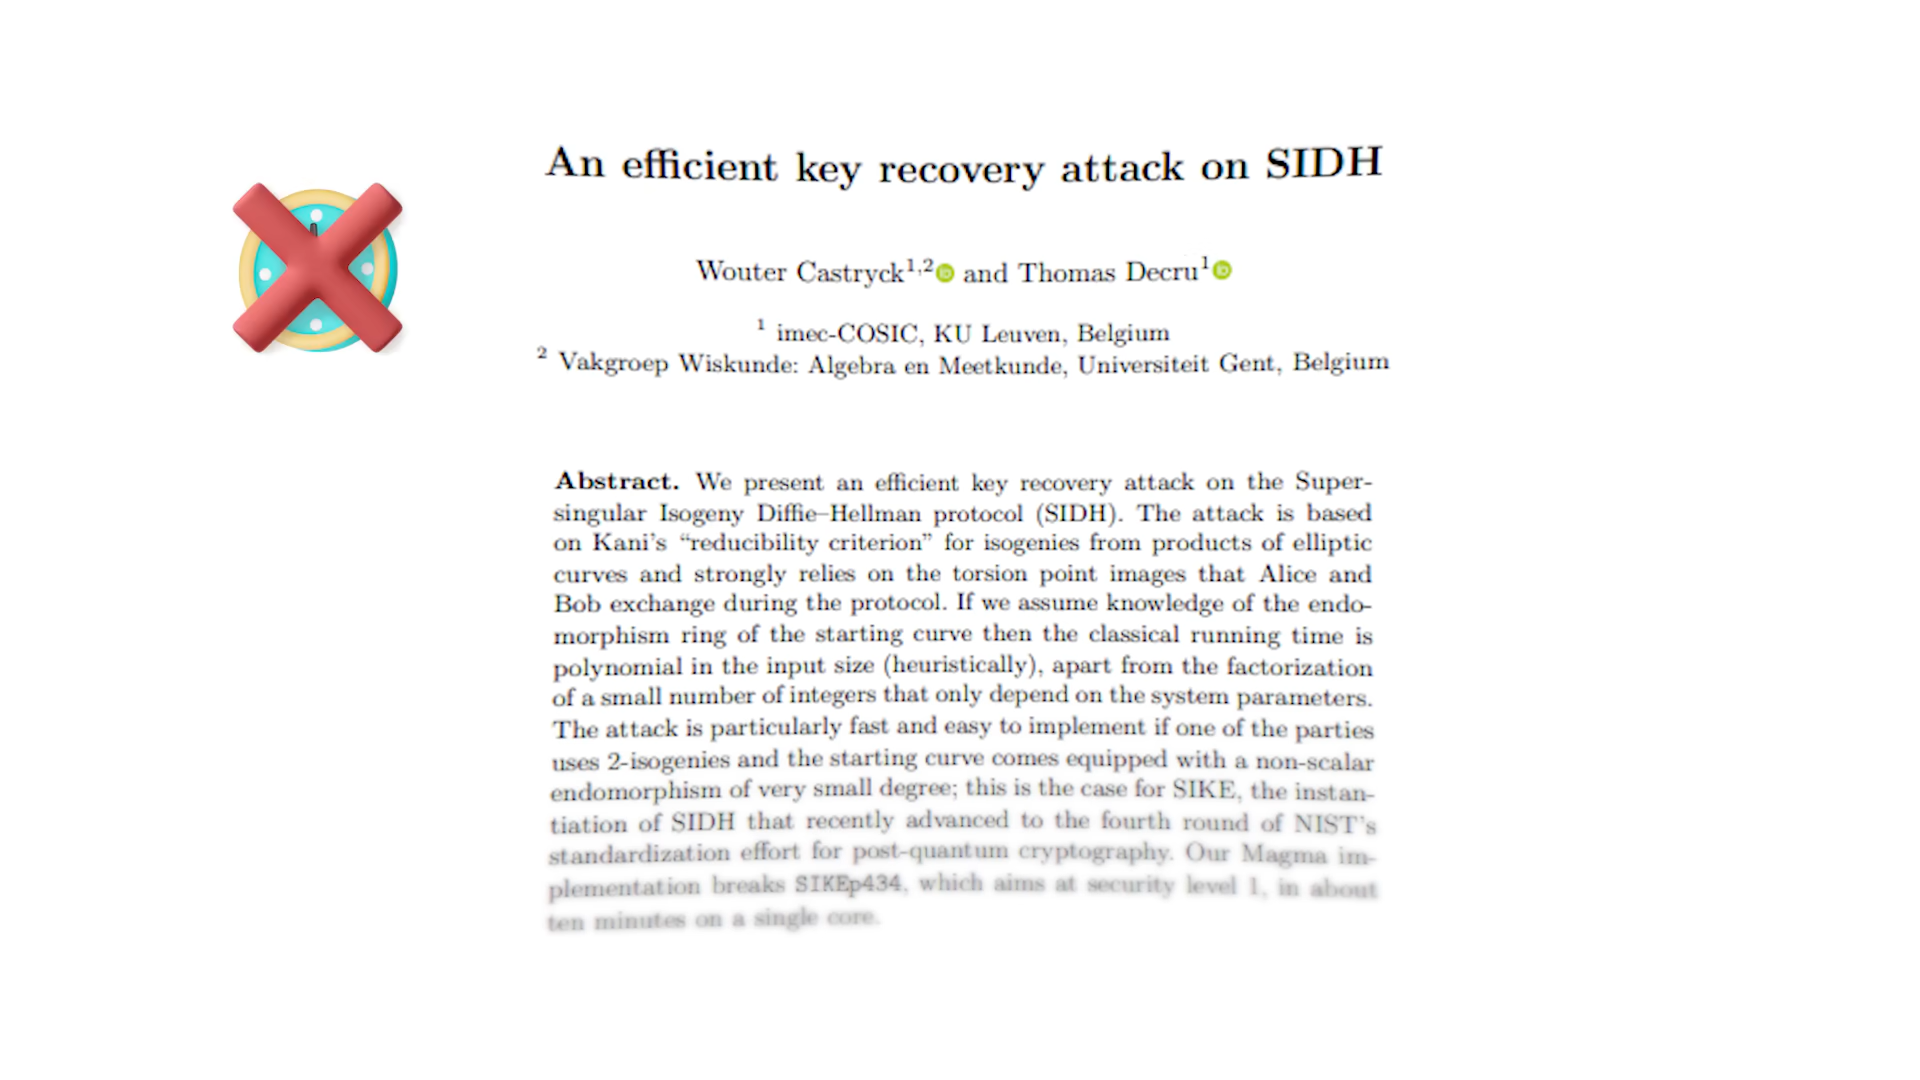 An efficient key recovery attack on SIDH
Wouter Castryck1,2 and Thomas Decru1
1 imec-COSIC, KU Leuven, Belgium
2 Vakgroep Wiskunde: Algebra en Meetkunde, Universiteit Gent, Belgium
Abstract. We present an efficient key recovery attack on the Super-
singular Isogeny Diffie–Hellman protocol (SIDH). The attack is based
on Kani's “reducibility criterion” for isogenies from products of elliptic
curves and strongly relies on the torsion point images that Alice and
Bob exchange during the protocol. If we assume knowledge of the endo-
morphism ring of the starting curve then the classical running time is
polynomial in the input size (heuristically), apart from the factorization
of a small number of integers that only depend on the system parameters.
The attack is particularly fast and easy to implement if one of the parties
uses 2-isogenies and the starting curve comes equipped with a non-scalar
endomorphism of very small degree; this is the case for SIKE, the instan-
tiation of SIDH that recently advanced to the fourth round of NIST's
standardization effort for post-quantum cryptography. Our Magma im-
plementation breaks SIKEp434, which aims at security level 1, in about
ten minutes on a single core.